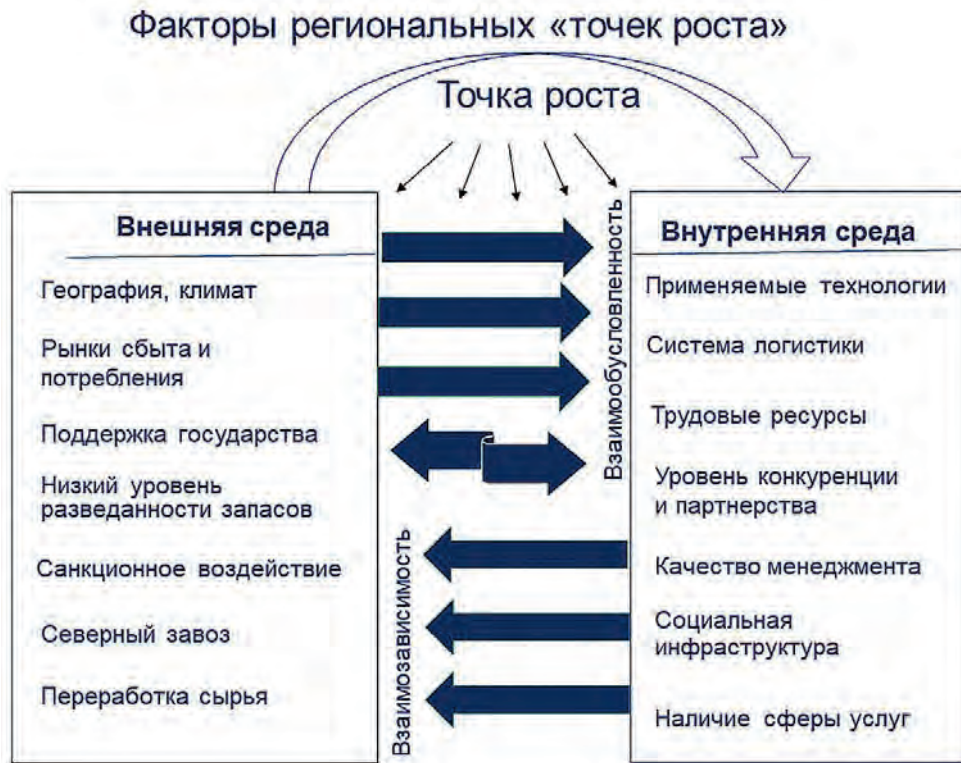 Факторы региональных «точек роста»
Точка роста
Внешняя среда
География, климат
Рынки сбыта и
потребления
Поддержка государства
Низкий уровень
разведанности запасов
Санкционное воздействие
Северный завоз
Переработка сырья
Взаимообусловленность
Взаимозависимость
Внутренняя среда
Применяемые технологии
Система логистики
Трудовые ресурсы
Уровень конкуренции
и партнерства
Качество менеджмента
Социальная
инфраструктура
Наличие сферы услуг